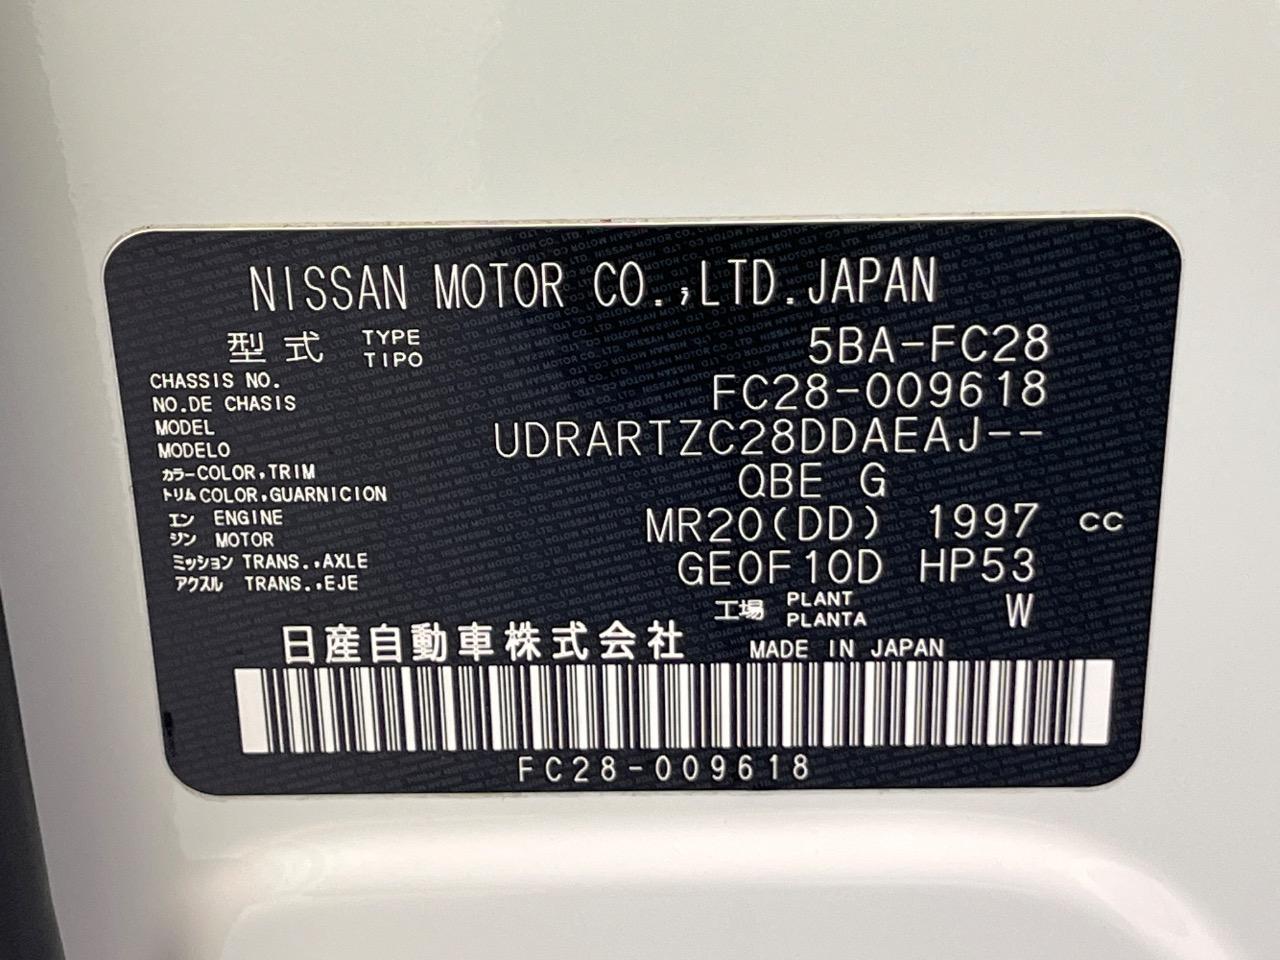 NISSAN MOTOR CO.,LTD.JAPAN
型式 TYPE TIPO 5BA-FC28
CHASSIS NO.
NO.DE CHASIS FC28-009618
MODEL
MODELO UDRARTZC28DDAEAJ--
カラー COLOR,TRIM
トリム COLOR,GUARNICION QBE G
エン ENGINE
ジン MOTOR MR20(DD) 1997 cc
ミッション TRANS.,AXLE
アクスル TRANS.,EJE GE0F10D HP53
工場 PLANT PLANTA W
日産自動車株式会社 MADE IN JAPAN
FC28-009618